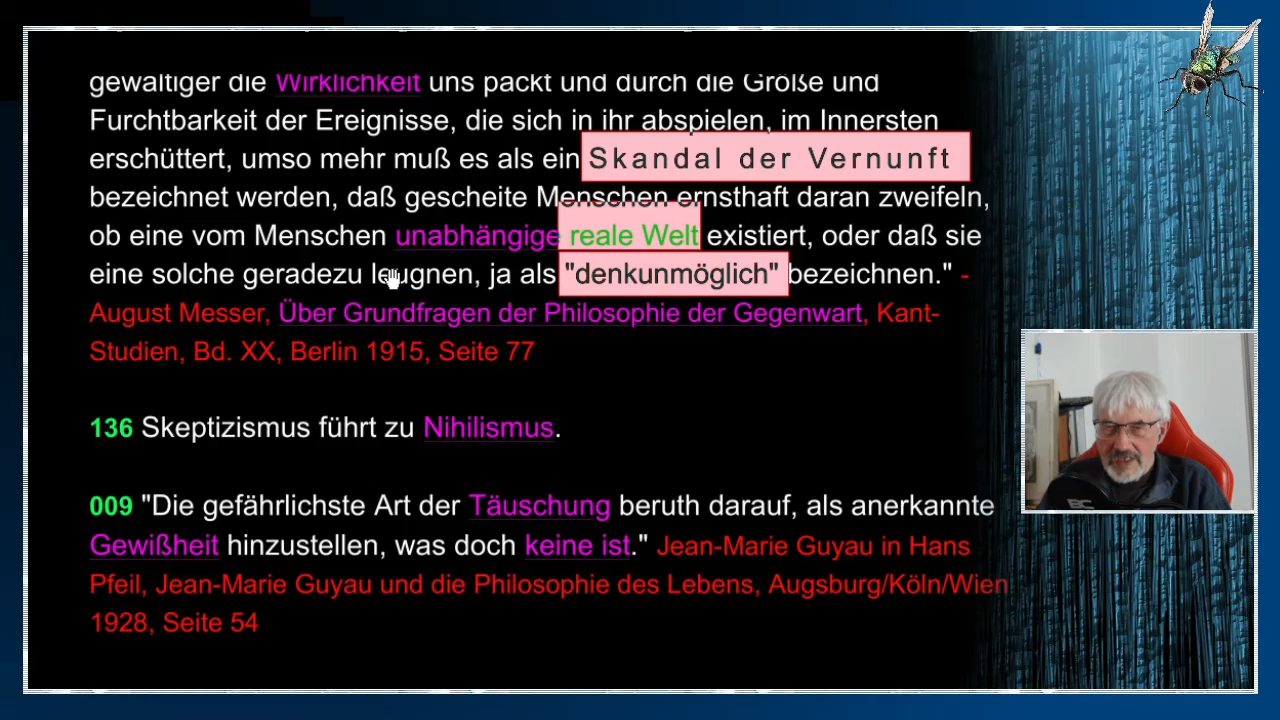 gewaltiger die Wirklichkeit uns packt und durch die Größe und
Furchtbarkeit der Ereignisse, die sich in ihr abspielen, im Innersten
erschüttert, umso mehr muß es als ein Skandal der Vernunft
bezeichnet werden, daß gescheite Menschen ernsthaft daran zweifeln,
ob eine vom Menschen unabhängige reale Welt existiert, oder daß sie
eine solche geradezu leugnen, ja als "denkunmöglich" bezeichnen." -
August Messer, Über Grundfragen der Philosophie der Gegenwart, Kant-
Studien, Bd. XX, Berlin 1915, Seite 77
136 Skeptizismus führt zu Nihilismus.
009 "Die gefährlichste Art der Täuschung beruth darauf, als anerkannte
Gewißheit hinzustellen, was doch keine ist." Jean-Marie Guyau in Hans
Pfeil, Jean-Marie Guyau und die Philosophie des Lebens, Augsburg/Köln/Wien
1928, Seite 54